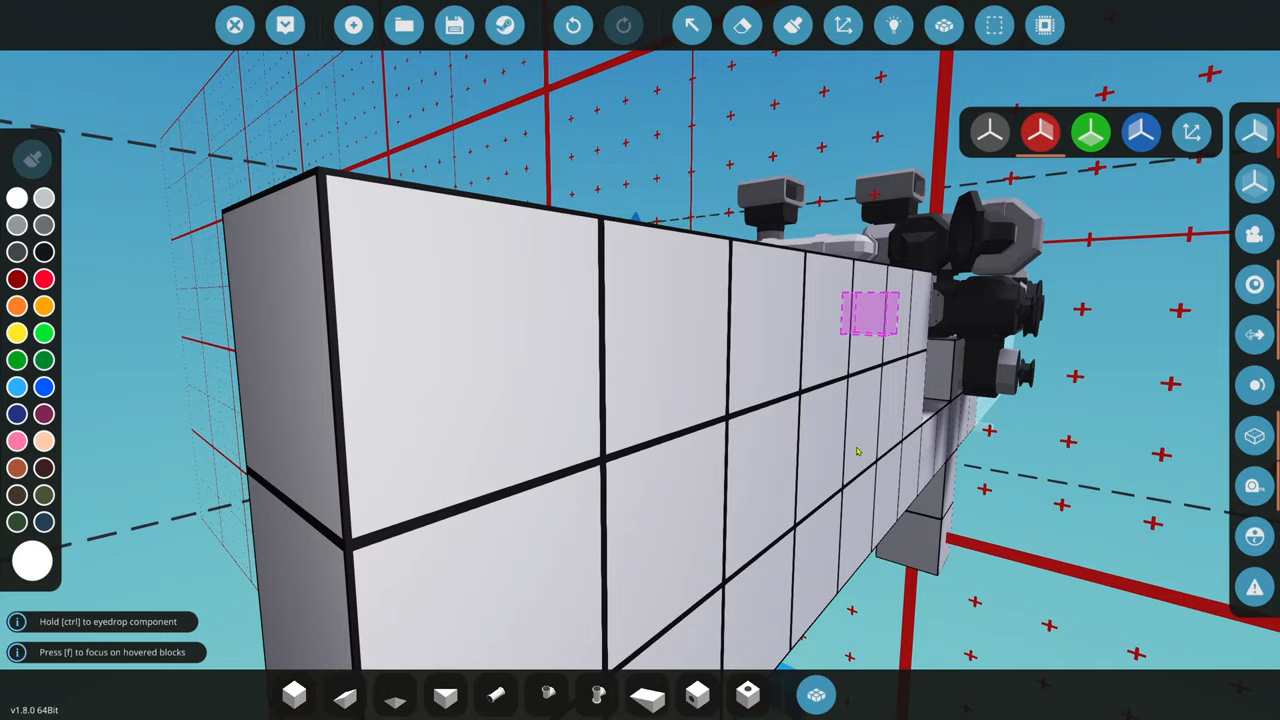 Hold [ctrl] to eyedrop component
Press [f] to focus on hovered blocks
v1.8.0 64Bit